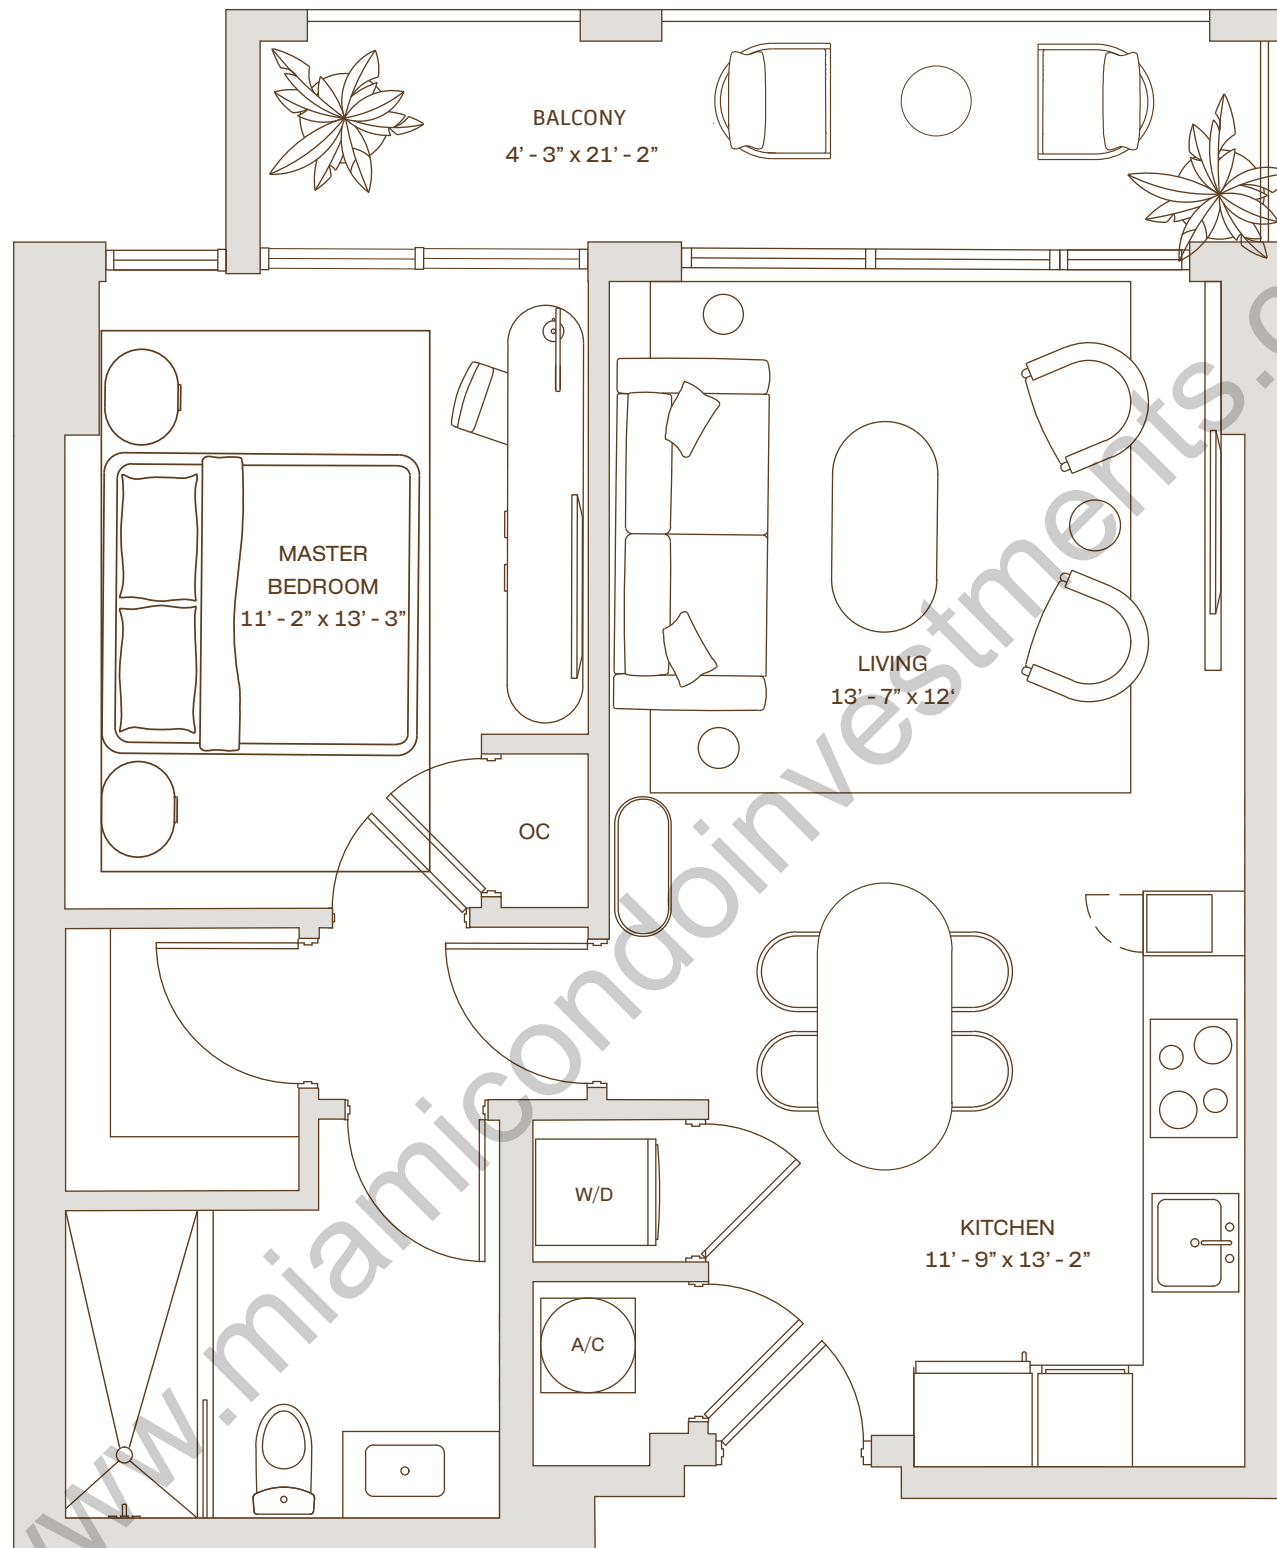 BALCONY
4’ - 3” x 21’ - 2”
MASTER
BEDROOM
11’ - 2” x 13’ - 3”
LIVING
13’ - 7” x 12‘
OC
W/D
KITCHEN
11’ - 9” x 13’ - 2”
A/C
www.miamicondoinvestments.c